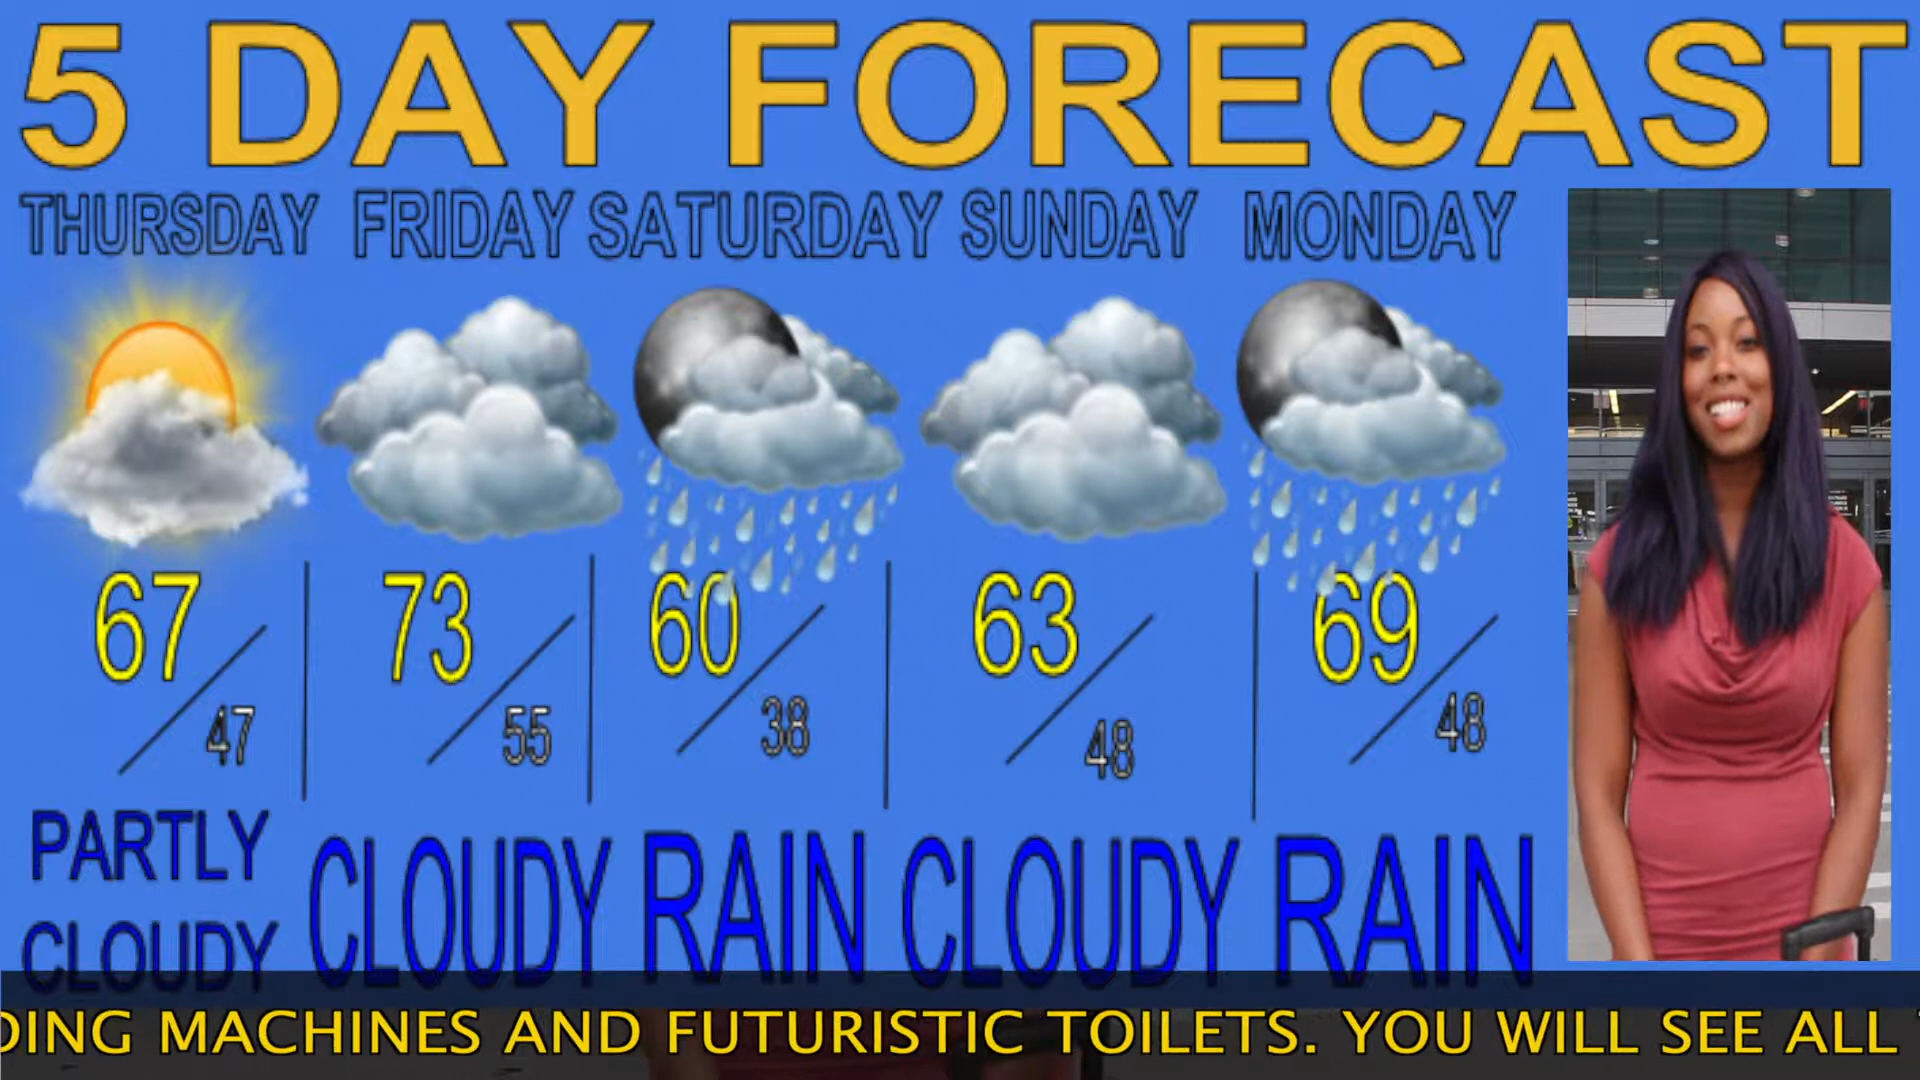 5 DAY FORECAST
THURSDAY FRIDAY SATURDAY SUNDAY MONDAY
67 73 60 63 69
47 55 38 48 48
PARTLY CLOUDY RAIN CLOUDY RAIN
CLOUDY
DING MACHINES AND FUTURISTIC TOILETS. YOU WILL SEE ALL